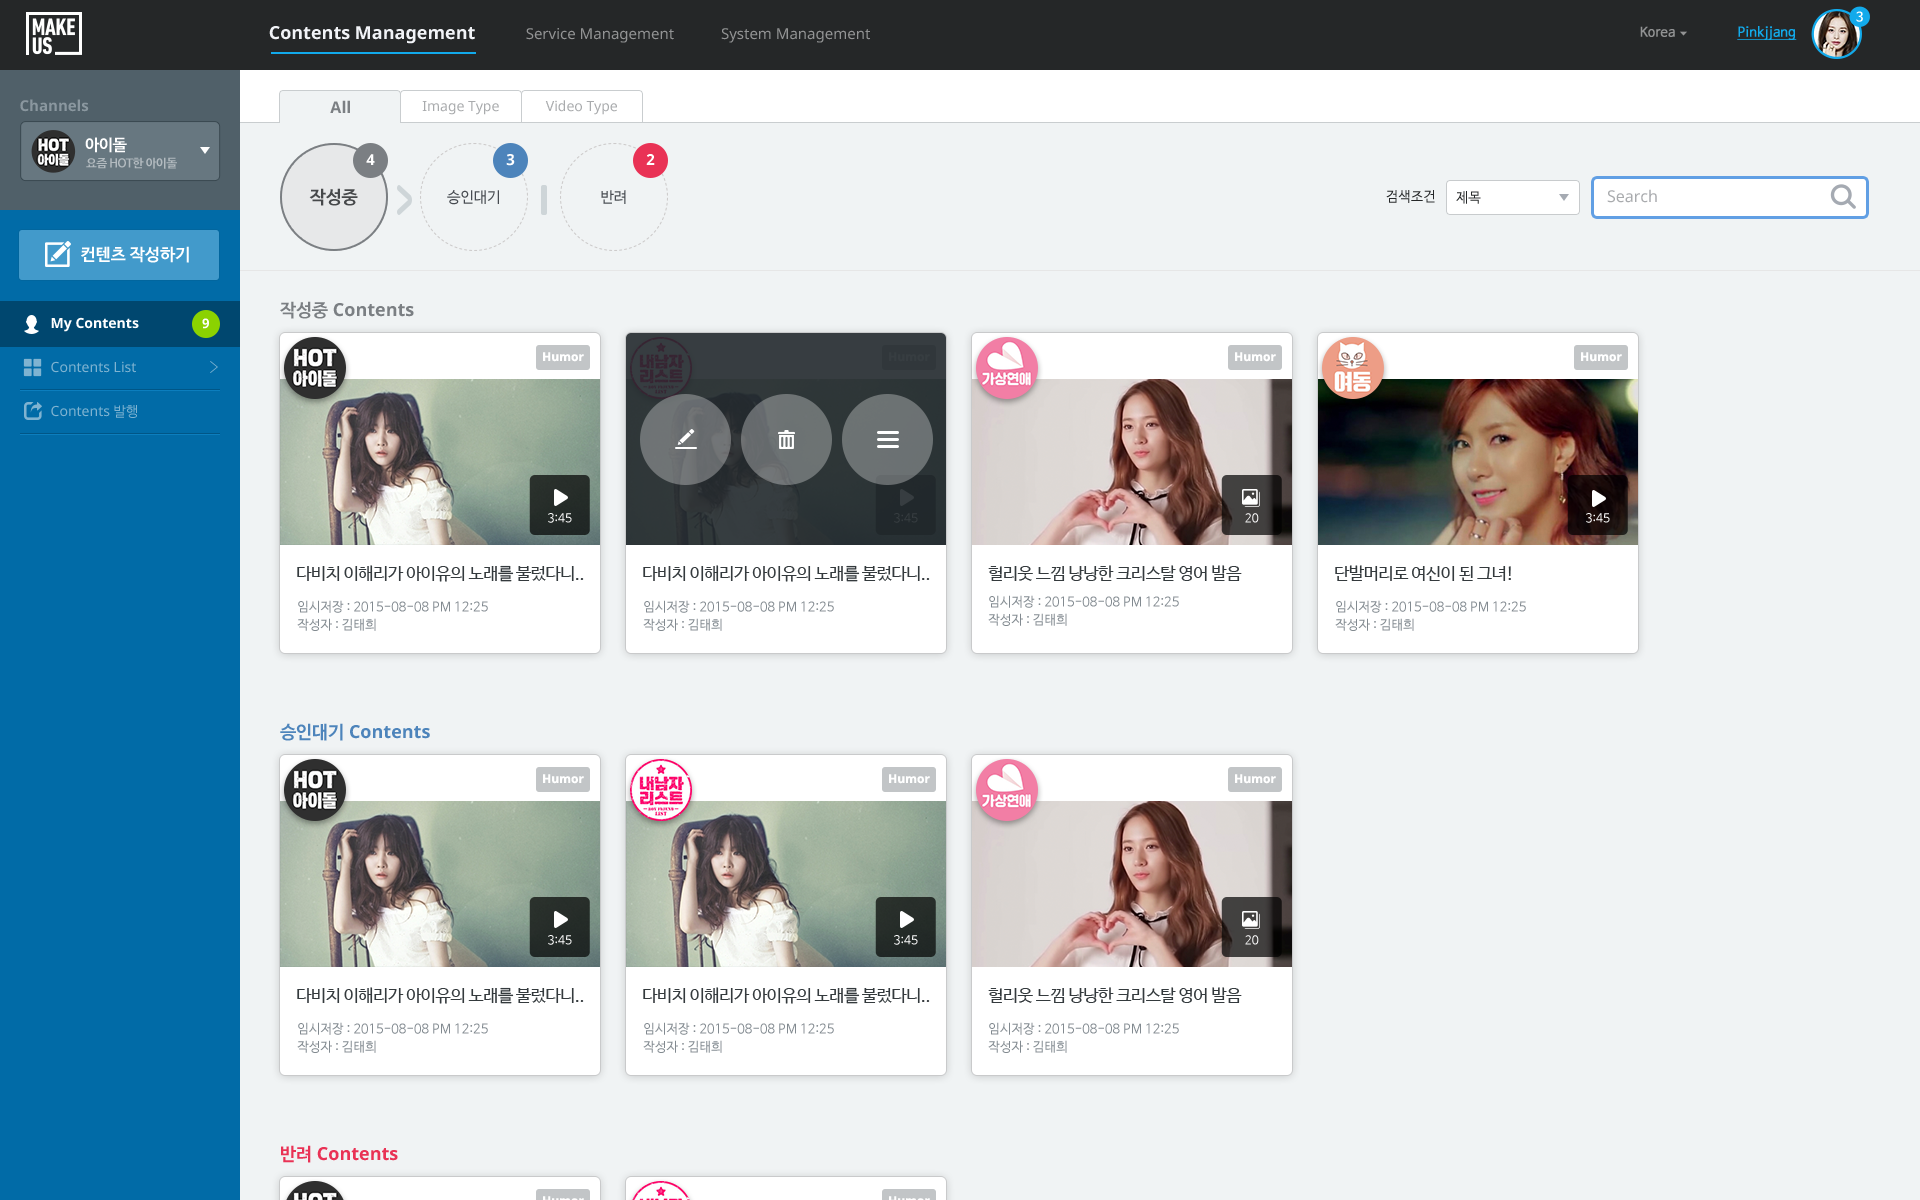 MAKE
US
Contents Management
Service Management
System Management
Korea
Pinkjjang
3
Channels
HOT
아이돌
아이돌
요즘 HOT한 아이돌
컨텐츠 작성하기
My Contents
9
Contents List
Contents 발행
All
Image Type
Video Type
작성중
4
승인대기
3
반려
2
검색조건
제목
Search
작성중 Contents
HOT
아이돌
Humor
3:45
다비치 이해리가 아이유의 노래를 불렀다니..
임시저장 : 2015-08-08 PM 12:25
작성자 : 김태희
내남자
리스트
Humor
3:45
다비치 이해리가 아이유의 노래를 불렀다니..
임시저장 : 2015-08-08 PM 12:25
작성자 : 김태희
가상연애
Humor
20
헐리웃 느낌 낭낭한 크리스탈 영어 발음
임시저장 : 2015-08-08 PM 12:25
작성자 : 김태희
여동
Humor
3:45
단발머리로 여신이 된 그녀!
임시저장 : 2015-08-08 PM 12:25
작성자 : 김태희
승인대기 Contents
HOT
아이돌
Humor
3:45
다비치 이해리가 아이유의 노래를 불렀다니..
임시저장 : 2015-08-08 PM 12:25
작성자 : 김태희
내남자
리스트
BOY FRIEND
LIST
Humor
3:45
다비치 이해리가 아이유의 노래를 불렀다니..
임시저장 : 2015-08-08 PM 12:25
작성자 : 김태희
가상연애
Humor
20
헐리웃 느낌 낭낭한 크리스탈 영어 발음
임시저장 : 2015-08-08 PM 12:25
작성자 : 김태희
반려 Contents
HOT
Humor
내남자
Humor